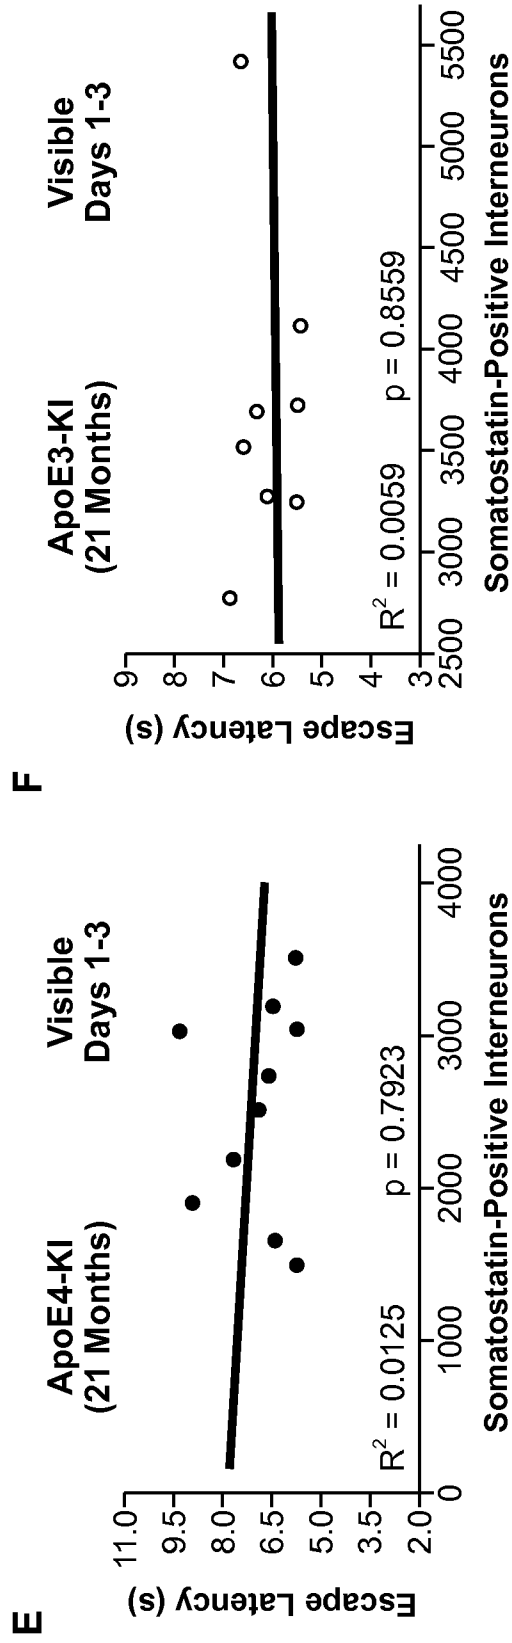 E
ApoE4-KI
(21 Months)
Visible
Days 1-3
Escape Latency (s)
11.0
9.5
8.0
6.5
5.0
3.5
2.0
R² = 0.0125
p = 0.7923
0 1000 2000 3000 4000
Somatostatin-Positive Interneurons
F
ApoE3-KI
(21 Months)
Visible
Days 1-3
Escape Latency (s)
9
8
7
6
5
4
3
R² = 0.0059
p = 0.8559
2500 3000 3500 4000 4500 5000 5500
Somatostatin-Positive Interneurons